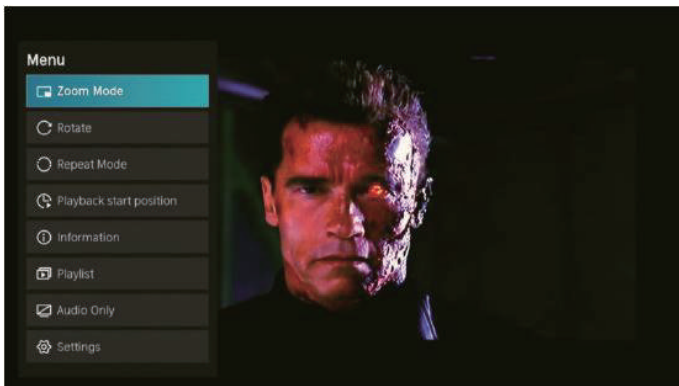 Menu
Zoom Mode
Rotate
Repeat Mode
Playback start position
Information
Playlist
Audio Only
Settings